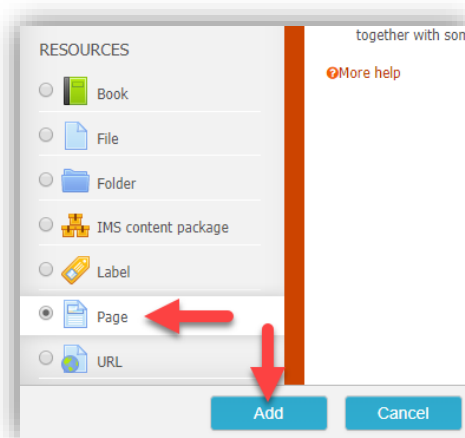 together with som
RESOURCES
More help
Book
File
Folder
IMS content package
Label
Page
URL
Add
Cancel